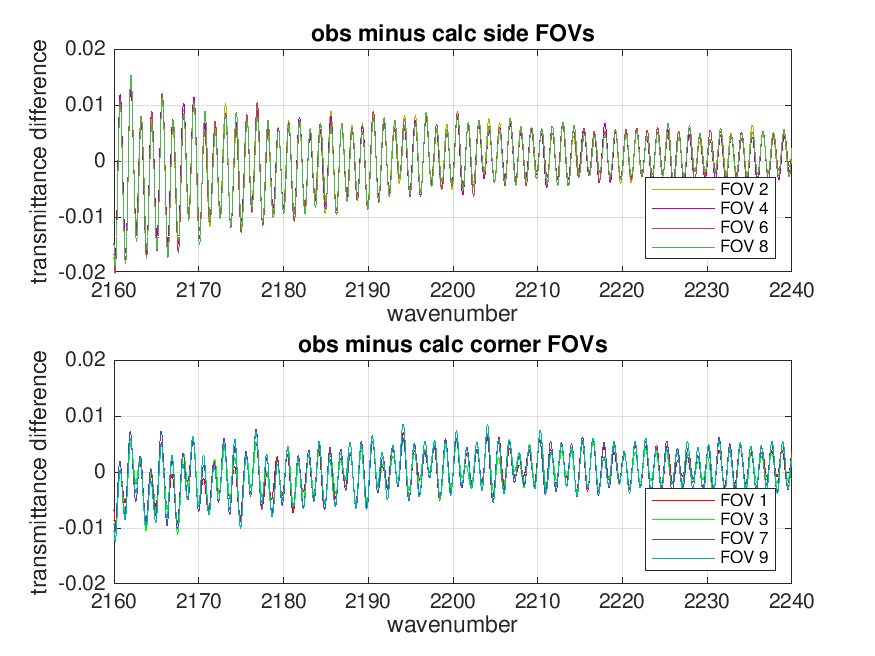 obs minus calc side FOVs
transmittance difference
0.02
0.01
0
-0.01
-0.02
2160 2170 2180 2190 2200 2210 2220 2230 2240
wavenumber
FOV 2
FOV 4
FOV 6
FOV 8
obs minus calc corner FOVs
transmittance difference
0.02
0.01
0
-0.01
-0.02
2160 2170 2180 2190 2200 2210 2220 2230 2240
wavenumber
FOV 1
FOV 3
FOV 7
FOV 9